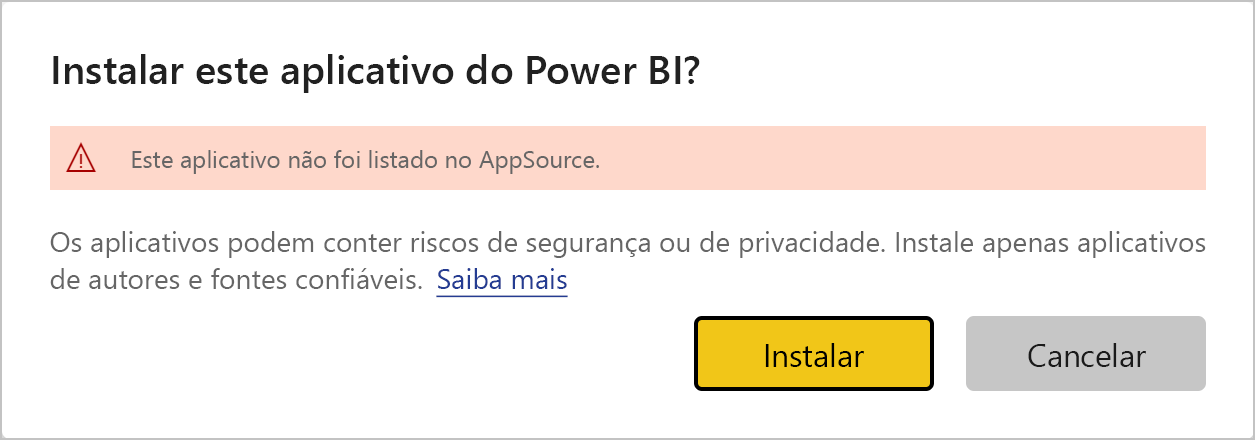 Instalar este aplicativo do Power BI?
Este aplicativo não foi listado no AppSource.
Os aplicativos podem conter riscos de segurança ou de privacidade. Instale apenas aplicativos
de autores e fontes confiáveis. Saiba mais
Instalar
Cancelar